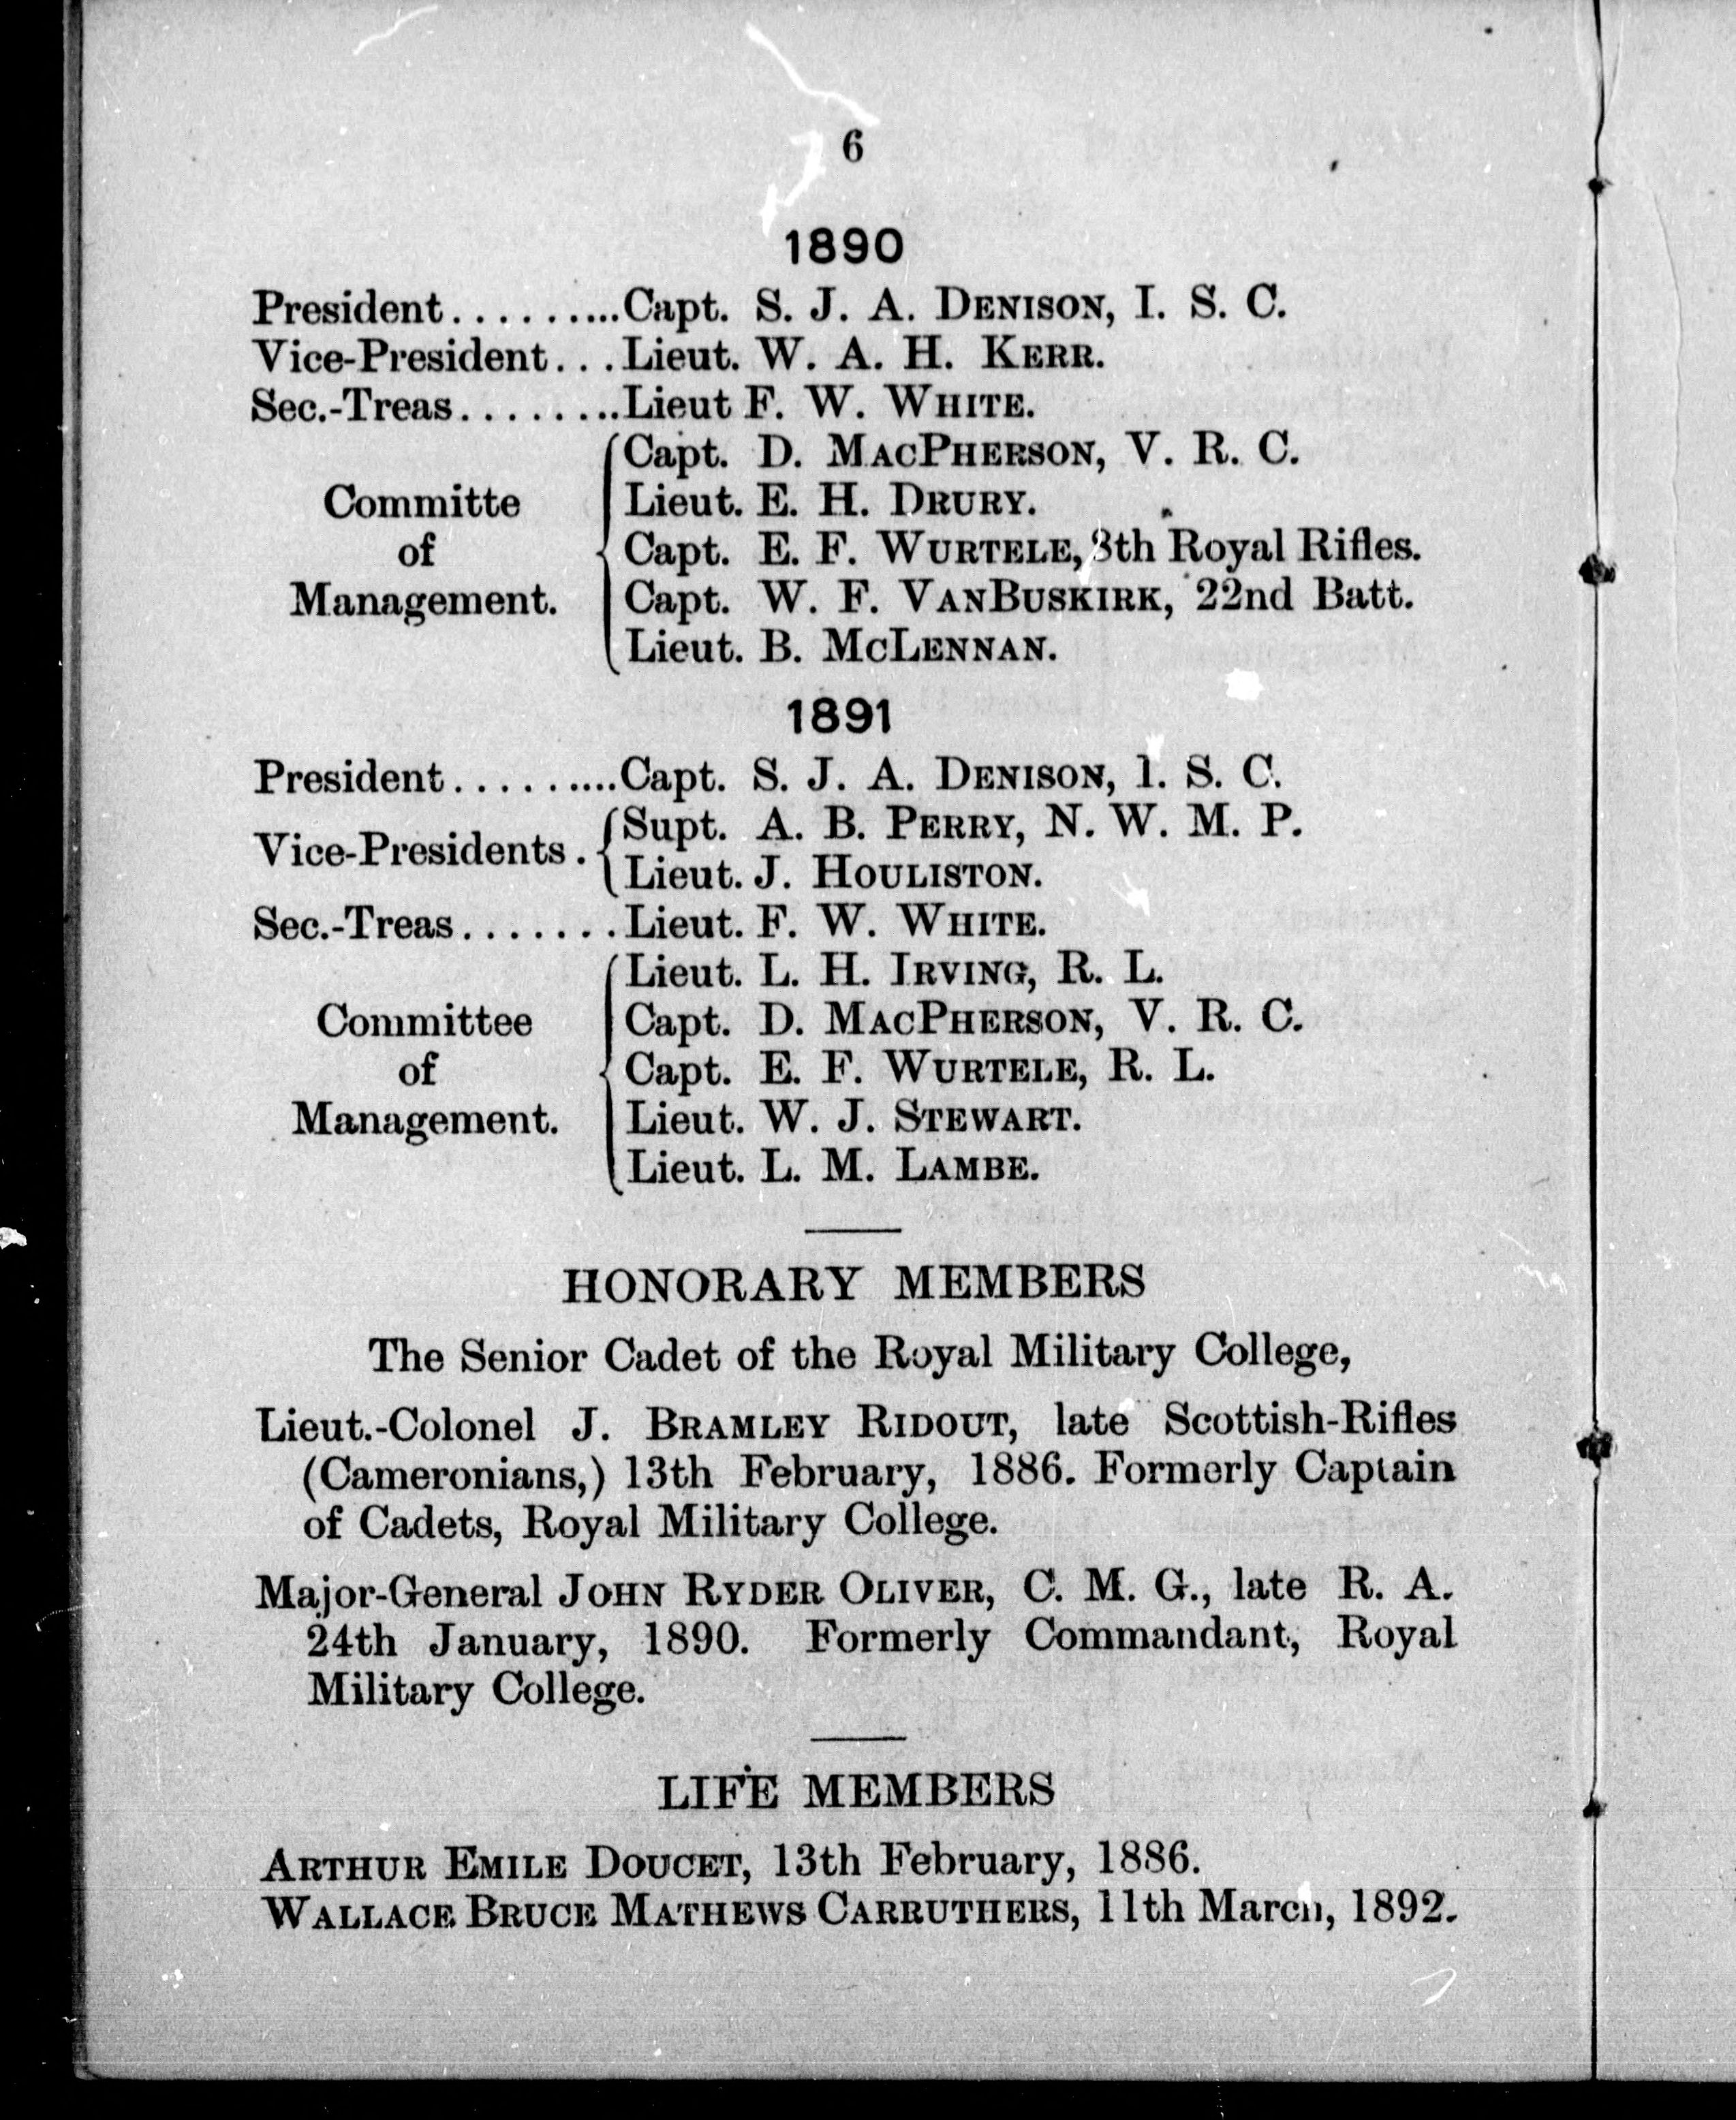 6
1890
President..........Capt. S. J. A. DENISON, I. S. C.
Vice-President...Lieut. W. A. H. KERR.
Sec.-Treas.........Lieut F. W. WHITE.
Committe of Management.
Capt. D. MACPHERSON, V. R. C.
Lieut. E. H. DRURY.
Capt. E. F. WURTELE, 8th Royal Rifles.
Capt. W. F. VANBUSKIRK, 22nd Batt.
Lieut. B. MCLENNAN.
1891
President..........Capt. S. J. A. DENISON, I. S. C.
Vice-Presidents.
Supt. A. B. PERRY, N. W. M. P.
Lieut. J. HOULISTON.
Sec.-Treas........Lieut. F. W. WHITE.
Committee of Management.
Lieut. L. H. IRVING, R. L.
Capt. D. MACPHERSON, V. R. C.
Capt. E. F. WURTELE, R. L.
Lieut. W. J. STEWART.
Lieut. L. M. LAMBE.
HONORARY MEMBERS
The Senior Cadet of the Royal Military College,
Lieut.-Colonel J. BRAMLEY RIDOUT, late Scottish-Rifles
(Cameronians,) 13th February, 1886. Formerly Captain
of Cadets, Royal Military College.
Major-General JOHN RYDER OLIVER, C. M. G., late R. A.
24th January, 1890. Formerly Commandant, Royal
Military College.
LIFE MEMBERS
ARTHUR EMILE DOUCET, 13th February, 1886.
WALLACE BRUCE MATHEWS CARRUTHERS, 11th March, 1892.